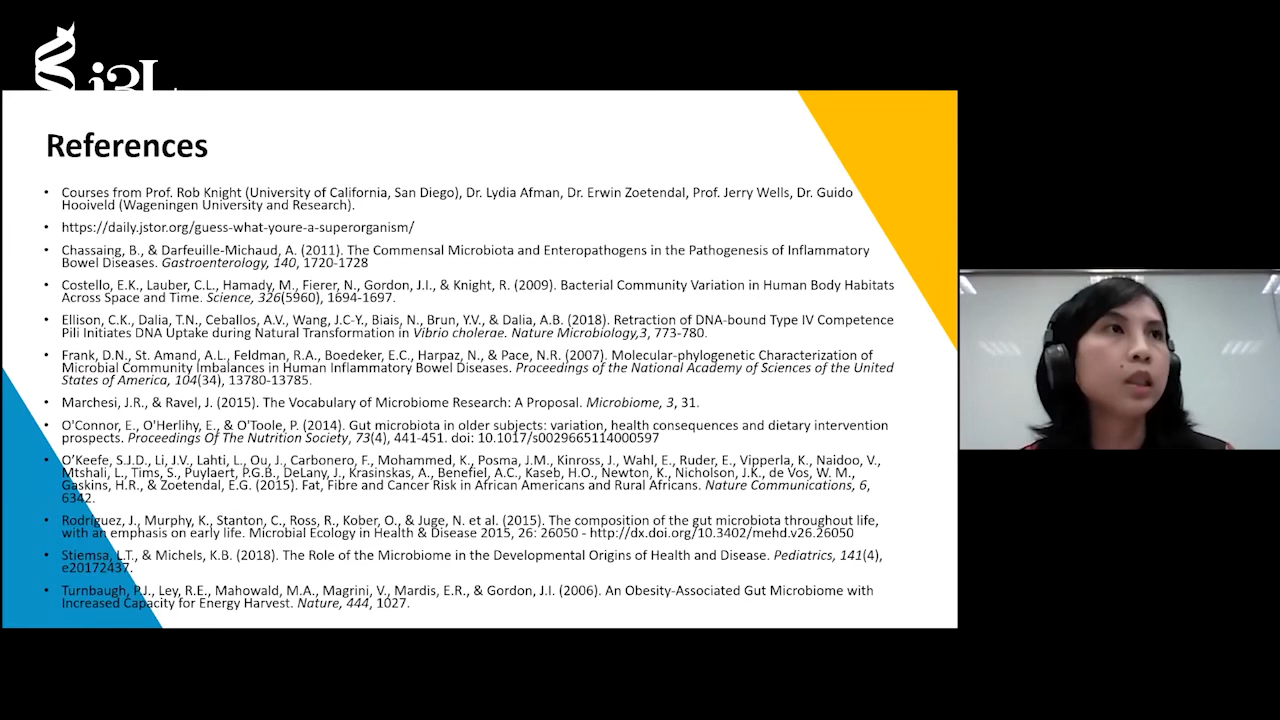 i3L
References
• Courses from Prof. Rob Knight (University of California, San Diego), Dr. Lydia Afman, Dr. Erwin Zoetendal, Prof. Jerry Wells, Dr. Guido
Hooiveld (Wageningen University and Research).
• https://daily.jstor.org/guess-what-youre-a-superorganism/
• Chassaing, B., & Darfeuille-Michaud, A. (2011). The Commensal Microbiota and Enteropathogens in the Pathogenesis of Inflammatory
Bowel Diseases. Gastroenterology, 140, 1720-1728
• Costello, E.K., Lauber, C.L., Hamady, M., Fierer, N., Gordon, J.I., & Knight, R. (2009). Bacterial Community Variation in Human Body Habitats
Across Space and Time. Science, 326(5960), 1694-1697.
• Ellison, C.K., Dalia, T.N., Ceballos, A.V., Wang, J.C-Y., Biais, N., Brun, Y.V., & Dalia, A.B. (2018). Retraction of DNA-bound Type IV Competence
Pili Initiates DNA Uptake during Natural Transformation in Vibrio cholerae. Nature Microbiology,3, 773-780.
• Frank, D.N., St. Amand, A.L., Feldman, R.A., Boedeker, E.C., Harpaz, N., & Pace, N.R. (2007). Molecular-phylogenetic Characterization of
Microbial Community Imbalances in Human Inflammatory Bowel Diseases. Proceedings of the National Academy of Sciences of the United
States of America, 104(34), 13780-13785.
• Marchesi, J.R., & Ravel, J. (2015). The Vocabulary of Microbiome Research: A Proposal. Microbiome, 3, 31.
• O'Connor, E., O'Herlihy, E., & O'Toole, P. (2014). Gut microbiota in older subjects: variation, health consequences and dietary intervention
prospects. Proceedings Of The Nutrition Society, 73(4), 441-451. doi: 10.1017/s0029665114000597
• O’Keefe, S.J.D., Li, J.V., Lahti, L., Ou, J., Carbonero, F., Mohammed, K., Posma, J.M., Kinross, J., Wahl, E., Ruder, E., Vipperla, K., Naidoo, V.,
Mtshali, L., Tims, S., Puylaert, P.G.B., DeLany, J., Krasinskas, A., Benefiel, A.C., Kaseb, H.O., Newton, K., Nicholson, J.K., de Vos, W. M.,
Gaskins, H.R., & Zoetendal, E.G. (2015). Fat, Fibre and Cancer Risk in African Americans and Rural Africans. Nature Communications, 6,
6342.
• Rodríguez, J., Murphy, K., Stanton, C., Ross, R., Kober, O., & Juge, N. et al. (2015). The composition of the gut microbiota throughout life,
with an emphasis on early life. Microbial Ecology in Health & Disease 2015, 26: 26050 - http://dx.doi.org/10.3402/mehd.v26.26050
• Stiemsa, L.T., & Michels, K.B. (2018). The Role of the Microbiome in the Developmental Origins of Health and Disease. Pediatrics, 141(4),
e20172437.
• Turnbaugh, P.J., Ley, R.E., Mahowald, M.A., Magrini, V., Mardis, E.R., & Gordon, J.I. (2006). An Obesity-Associated Gut Microbiome with
Increased Capacity for Energy Harvest. Nature, 444, 1027.